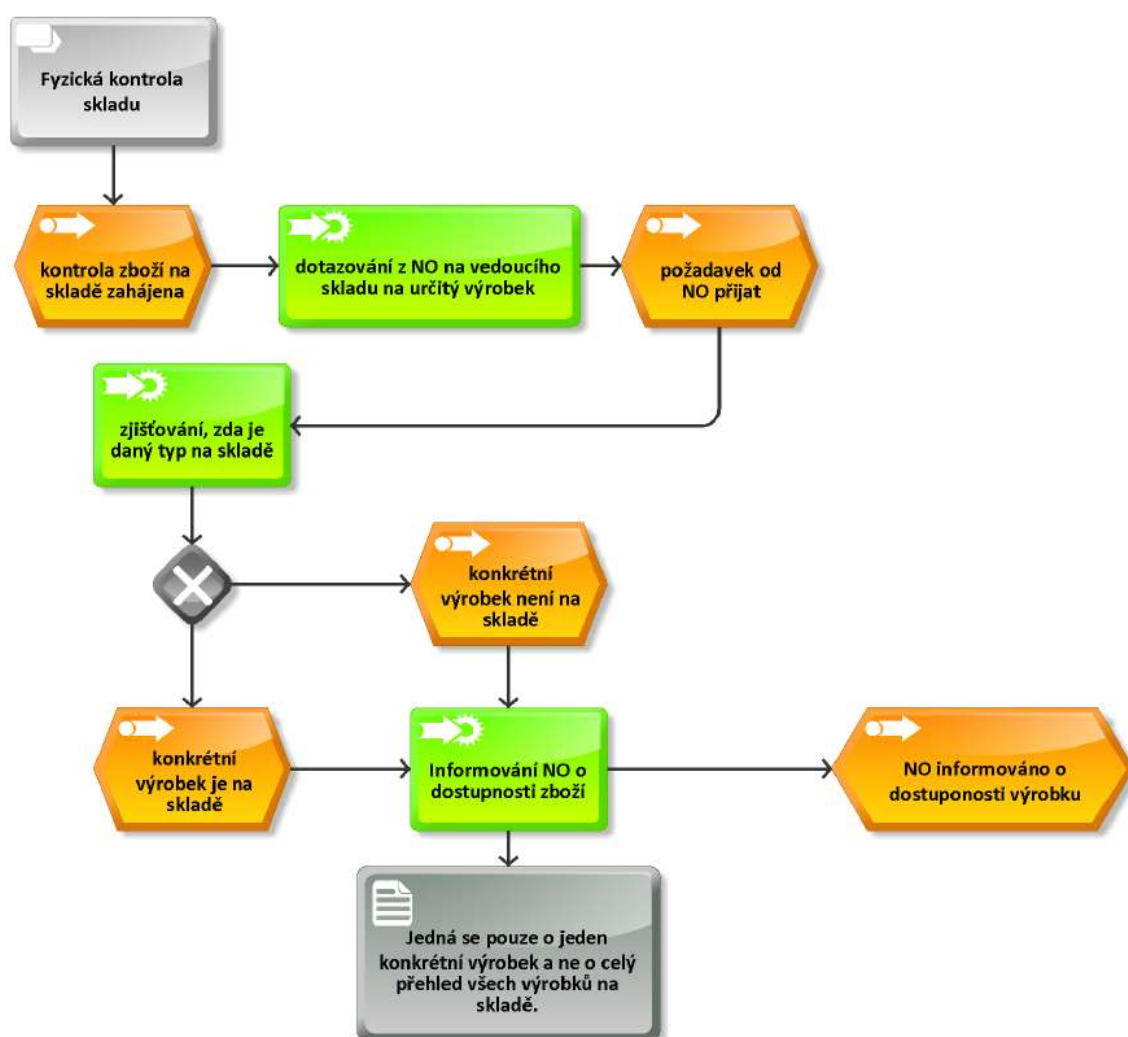 Fyzická kontrola
skladu
kontrola zboží na
skladě zahájena
dotazování z NO na vedoucího
skladu na určitý výrobek
požadavek od
NO přijat
zjišťování, zda je
daný typ na skladě
konkrétní
výrobek není na
skladě
konkrétní
výrobek je na
skladě
Informování NO o
dostupnosti zboží
NO informováno o
dostuponosti výrobku
Jedná se pouze o jeden
konkrétní výrobek a ne o celý
přehled všech výrobků na
skladě.